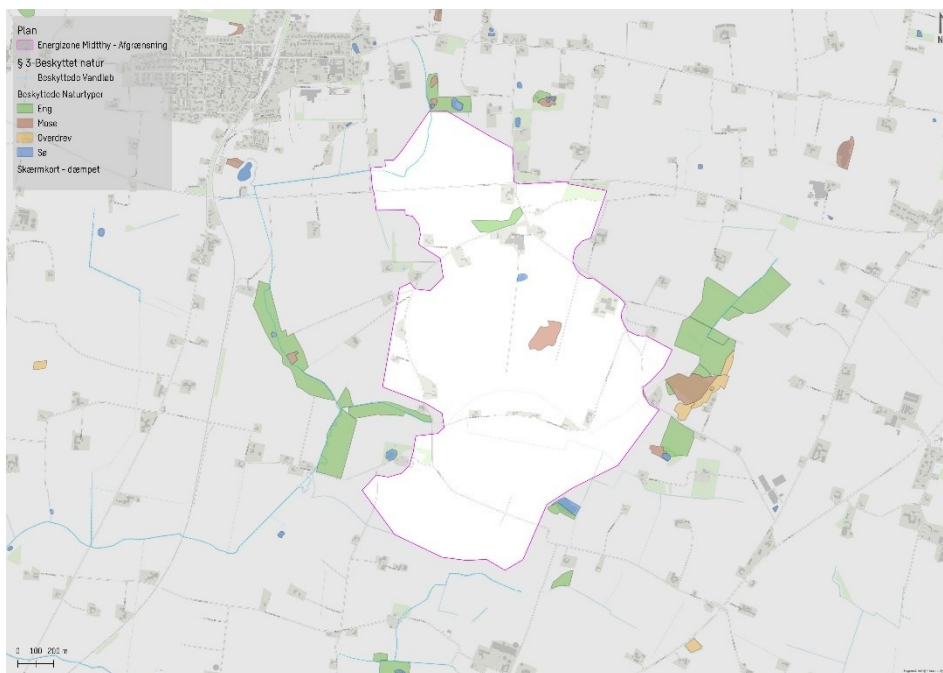 Plan
Energizone Midtthy - Afgrænsning
§ 3-Beskyttet natur
Beskyttede Vandløb
Beskyttede Naturtyper
Eng
Mose
Overdrev
Sø
Skærmkort - dæmpet
N
0 100 200 m